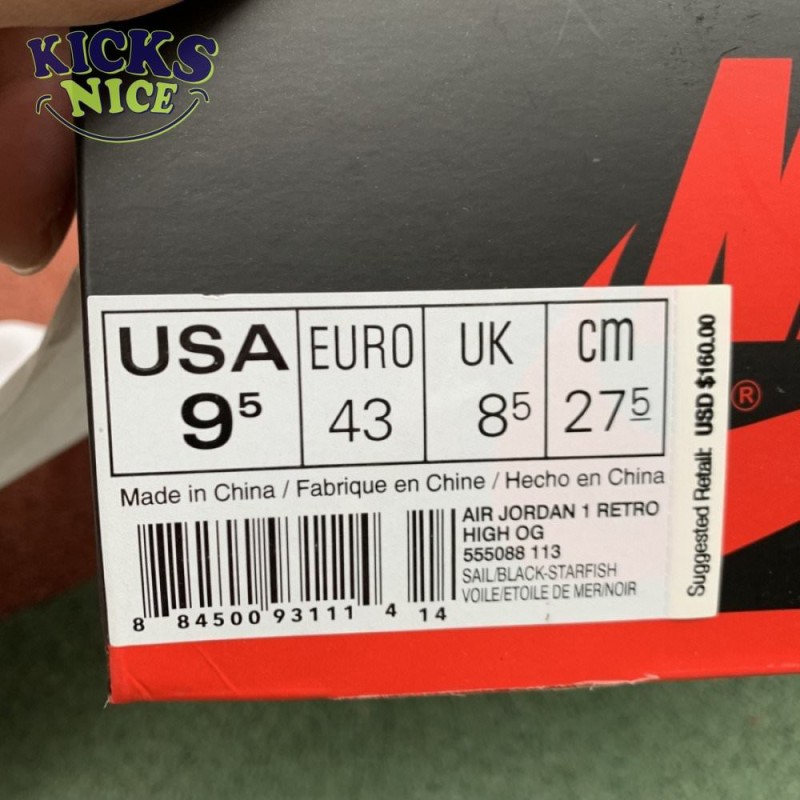 KICKS
NICE
USA EURO UK cm
9⁵ 43 8⁵ 27⁵
Made in China / Fabrique en Chine / Hecho en China
AIR JORDAN 1 RETRO
HIGH OG
555088 113
SAIL/BLACK-STARFISH
VOILE/ETOILE DE MER/NOIR
8 84500 93111 4 14
Suggested Retail: USD $160.00
®